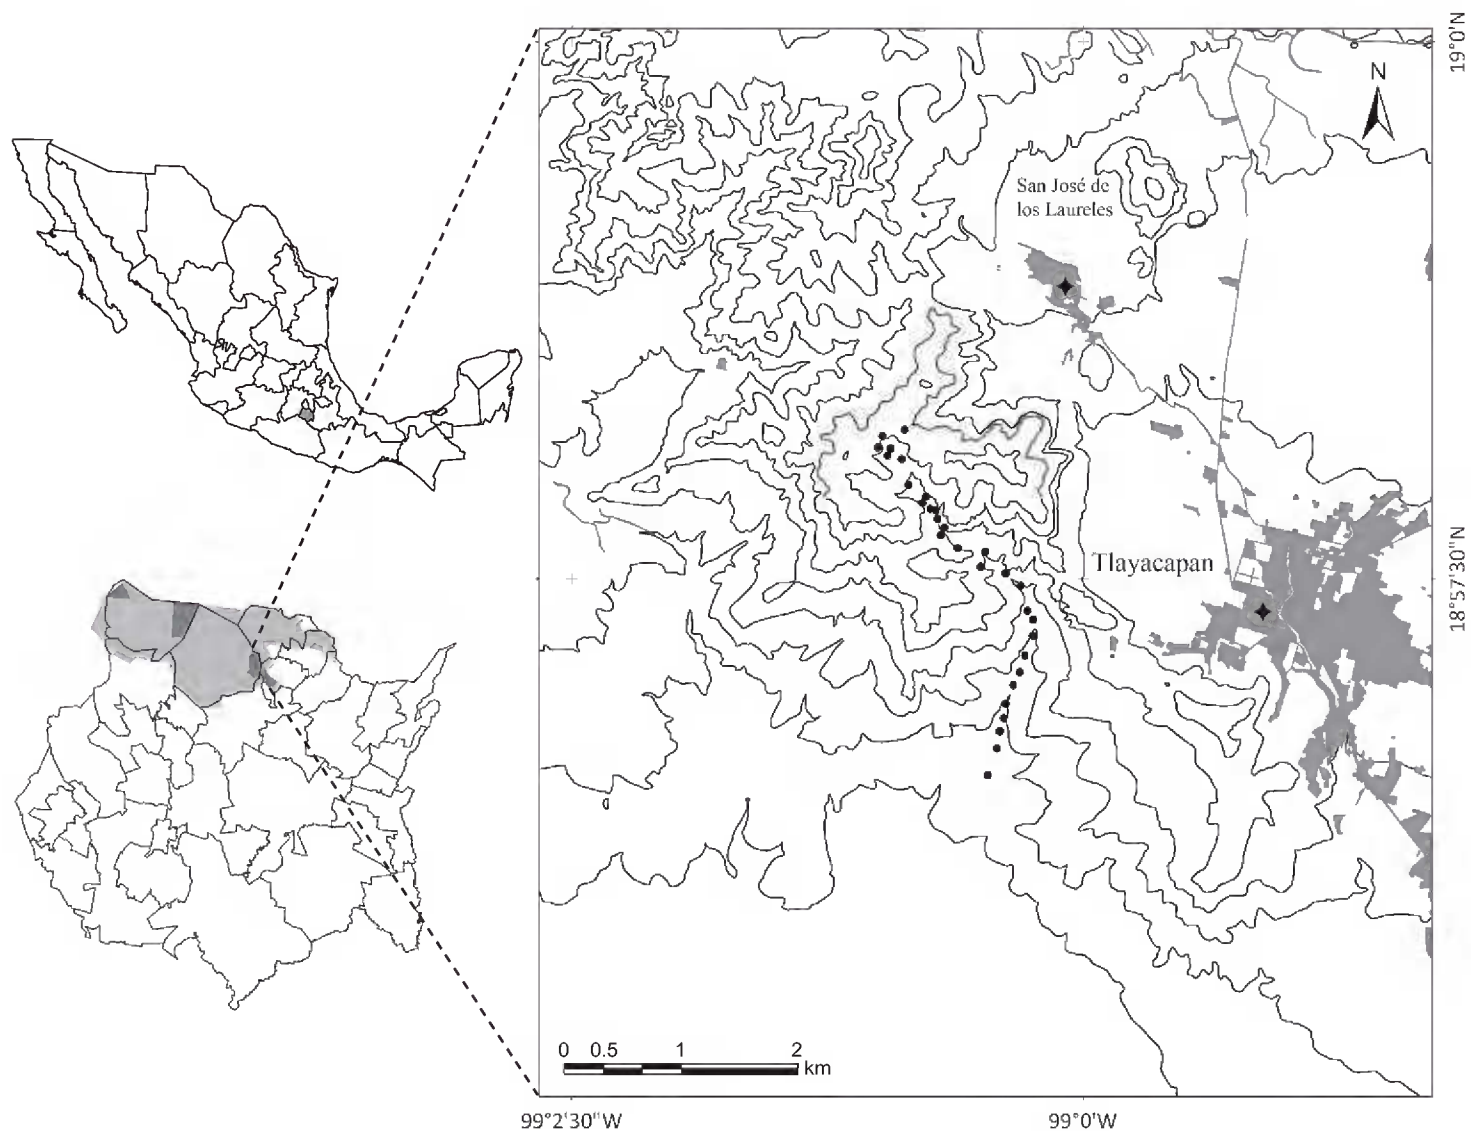 19°0'N
N
San José de
los Laureles
Tlayacapan
18°57'30"N
0 0.5 1 2
km
99°2'30"W
99°0'W